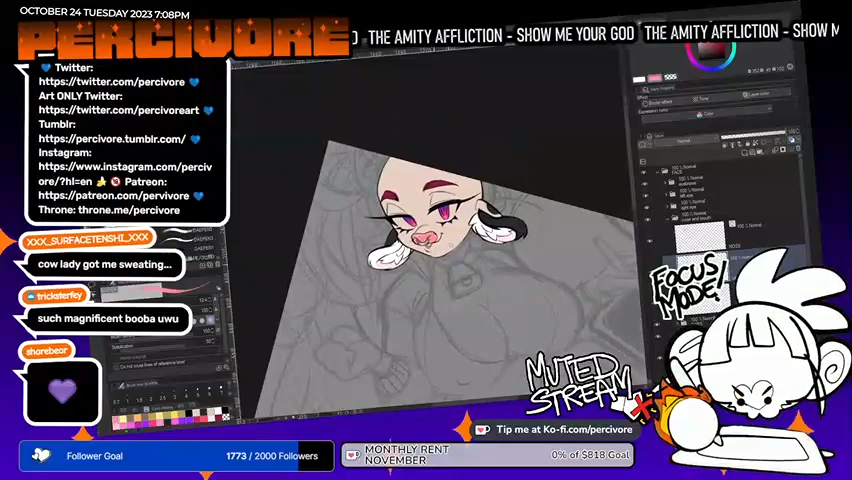 OCTOBER 24 TUESDAY 2023 7:08PM
PERCIVORE
THE AMITY AFFLICTION - SHOW ME YOUR GOD THE AMITY AFFLICTION - SHOW M
💙 Twitter:
https://twitter.com/percivore 💙
Art ONLY Twitter:
https://twitter.com/percivoreart 💙
Tumblr:
https://percivore.tumblr.com/ 💙
Instagram:
https://www.instagram.com/perciv
ore/?hl=en 🍌 🔞 Patreon:
https://patreon.com/pervivore 💙
Throne: throne.me/percivore
XXX_SURFACETENSHI_XXX
cow lady got me sweating...
tricksterfey
such magnificent booba uwu
sharebear
FOCUS
MODE!
MUTED
STREAM
Tip me at Ko-fi.com/percivore
Follower Goal 1773 / 2000 Followers
MONTHLY RENT
NOVEMBER
0% of $818 Goal